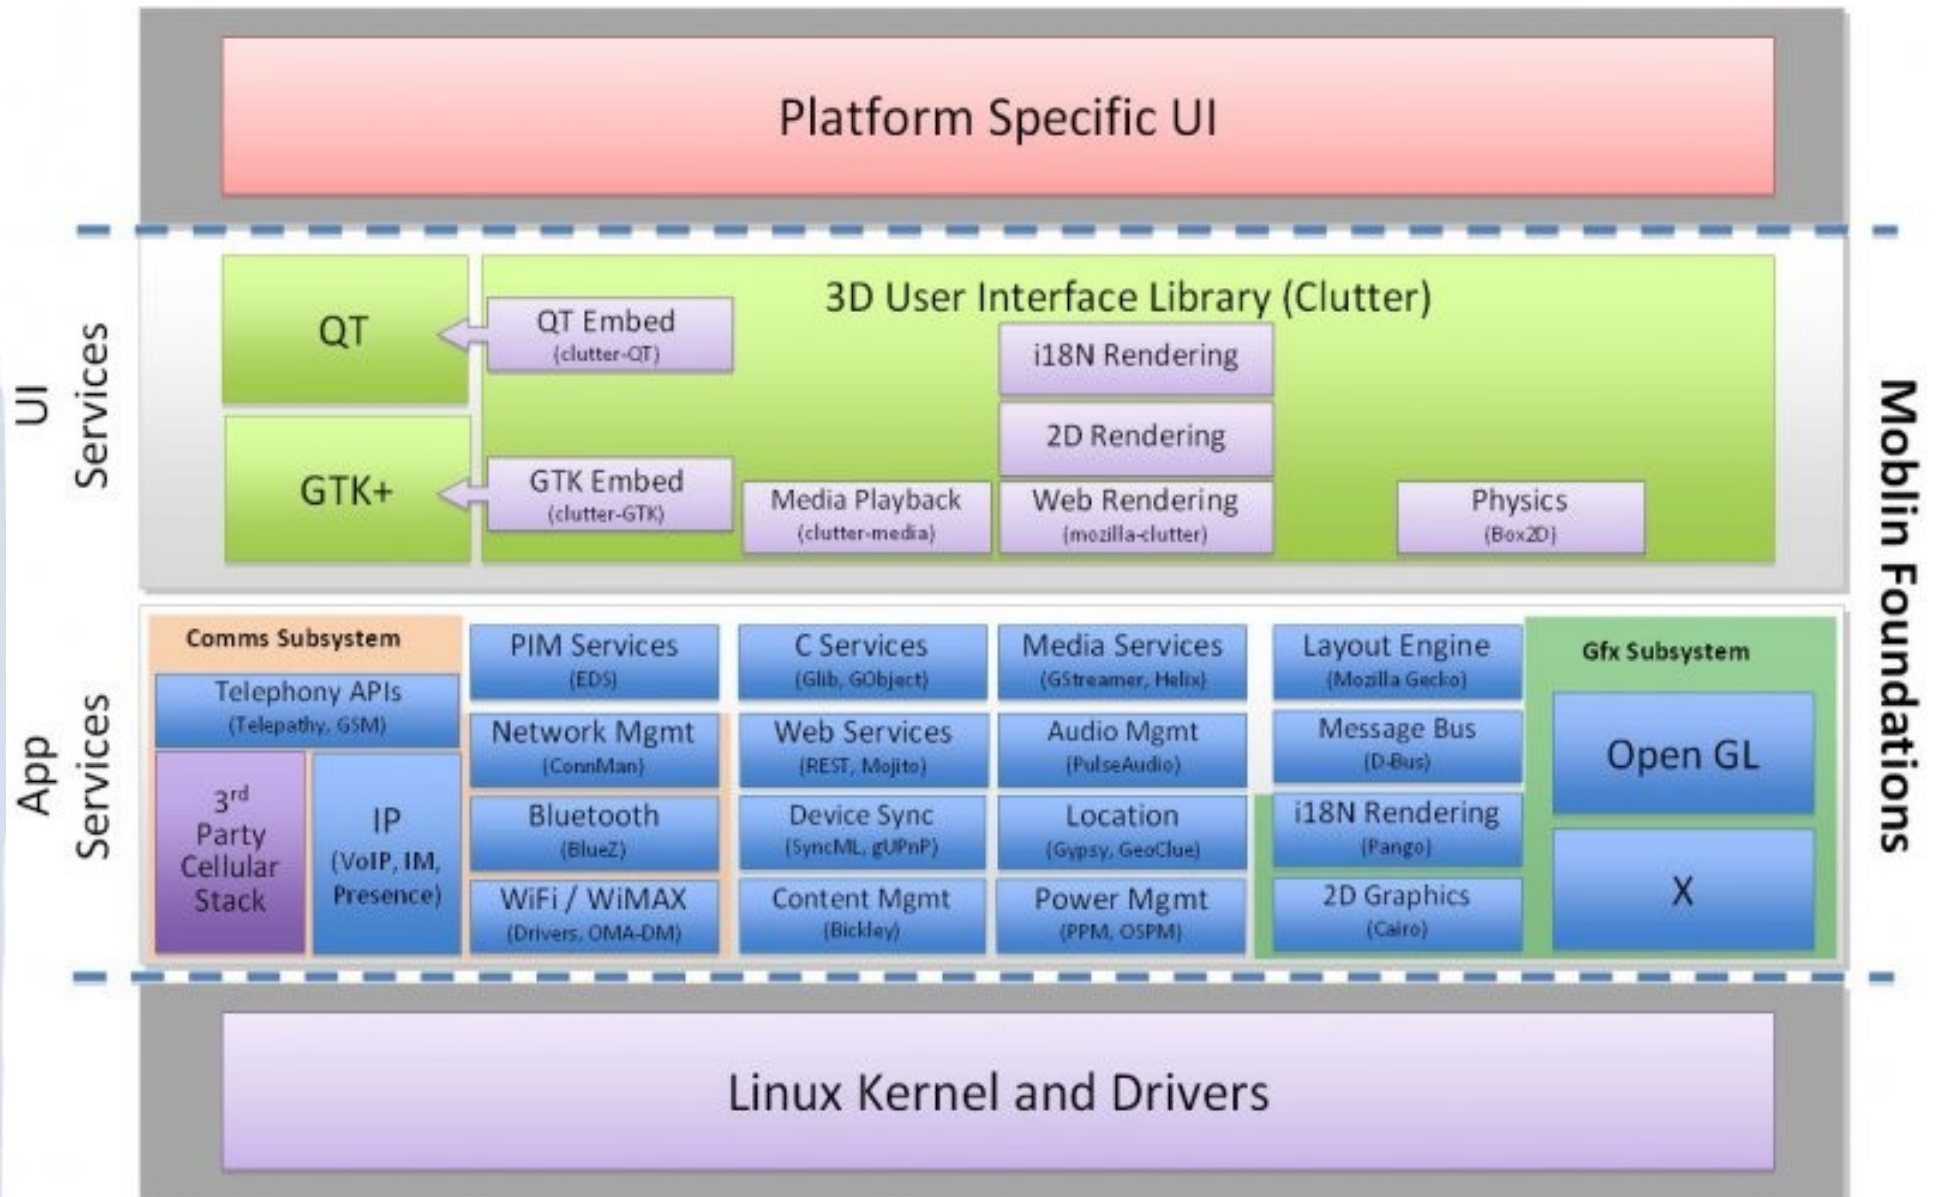 Platform Specific UI
UI
Services
QT
QT Embed
(clutter-QT)
3D User Interface Library (Clutter)
i18N Rendering
2D Rendering
GTK+
GTK Embed
(clutter-GTK)
Media Playback
(clutter-media)
Web Rendering
(mozilla-clutter)
Physics
(Box2D)
Moblin Foundations
App
Services
Comms Subsystem
Telephony APIs
(Telepathy, GSM)
3rd
Party
Cellular
Stack
IP
(VoIP, IM,
Presence)
PIM Services
(EDS)
Network Mgmt
(ConnMan)
Bluetooth
(BlueZ)
WiFi / WiMAX
(Drivers, OMA-DM)
C Services
(Glib, GObject)
Web Services
(REST, Mojito)
Device Sync
(SyncML, gUPnP)
Content Mgmt
(Bickley)
Media Services
(GStreamer, Helix)
Audio Mgmt
(PulseAudio)
Location
(Gypsy, GeoClue)
Power Mgmt
(PPM, OSPM)
Layout Engine
(Mozilla Gecko)
Message Bus
(D-Bus)
i18N Rendering
(Pango)
2D Graphics
(Cairo)
Gfx Subsystem
Open GL
X
Linux Kernel and Drivers